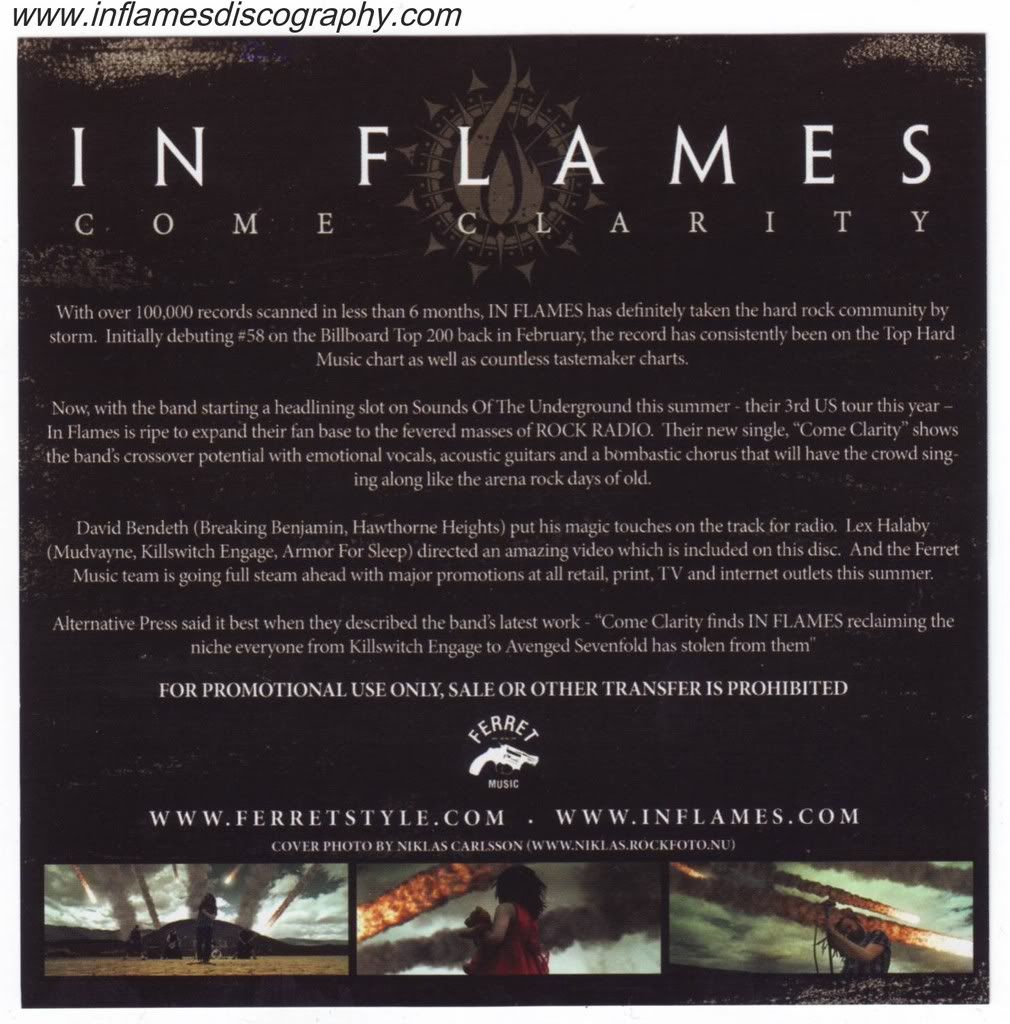 www.inflamesdiscography.com
IN FLAMES
COME CLARITY
With over 100,000 records scanned in less than 6 months, IN FLAMES has definitely taken the hard rock community by
storm. Initially debuting #58 on the Billboard Top 200 back in February, the record has consistently been on the Top Hard
Music chart as well as countless tastemaker charts.
Now, with the band starting a headlining slot on Sounds Of The Underground this summer - their 3rd US tour this year –
In Flames is ripe to expand their fan base to the fevered masses of ROCK RADIO. Their new single, “Come Clarity” shows
the band’s crossover potential with emotional vocals, acoustic guitars and a bombastic chorus that will have the crowd sing-
ing along like the arena rock days of old.
David Bendeth (Breaking Benjamin, Hawthorne Heights) put his magic touches on the track for radio. Lex Halaby
(Mudvayne, Killswitch Engage, Armor For Sleep) directed an amazing video which is included on this disc. And the Ferret
Music team is going full steam ahead with major promotions at all retail, print, TV and internet outlets this summer.
Alternative Press said it best when they described the band’s latest work - “Come Clarity finds IN FLAMES reclaiming the
niche everyone from Killswitch Engage to Avenged Sevenfold has stolen from them"
FOR PROMOTIONAL USE ONLY, SALE OR OTHER TRANSFER IS PROHIBITED
FERRET
MUSIC
WWW.FERRETSTYLE.COM . WWW.INFLAMES.COM
COVER PHOTO BY NIKLAS CARLSSON (WWW.NIKLAS.ROCKFOTO.NU)